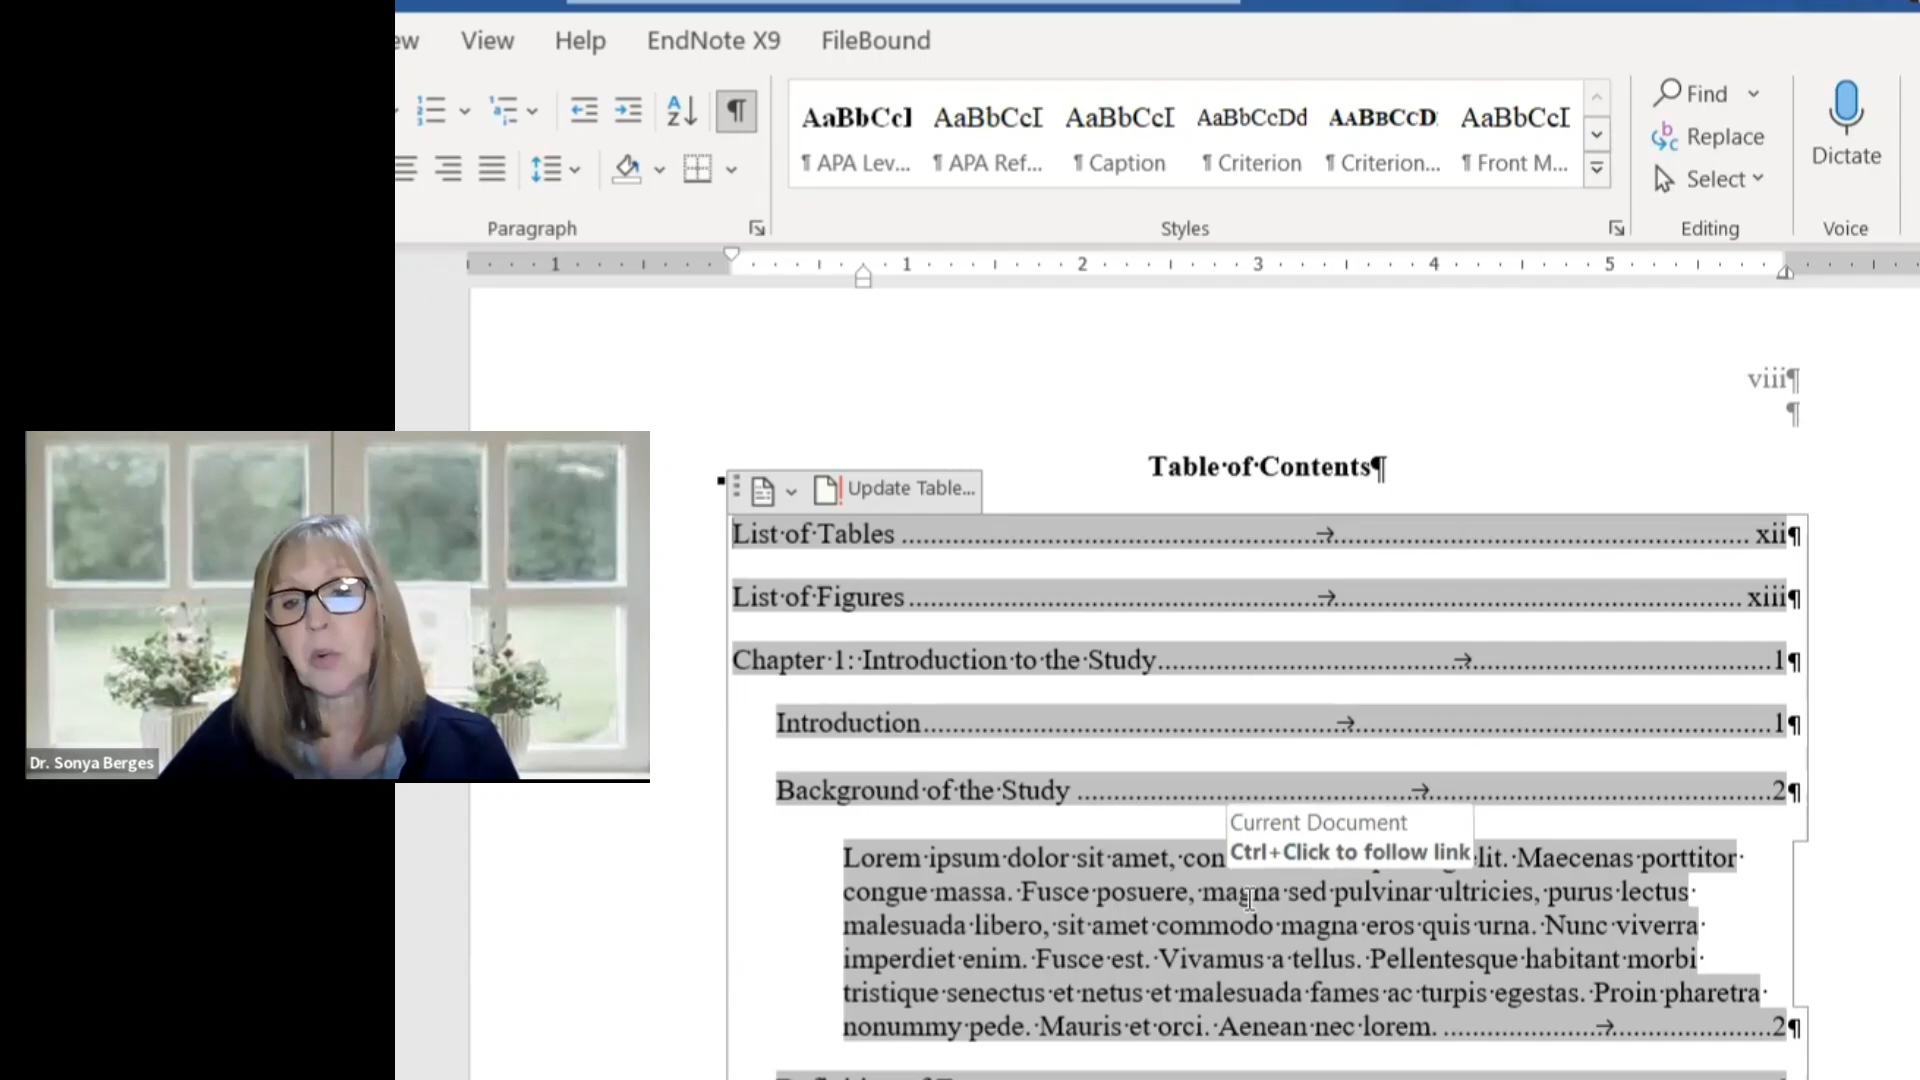 ew View Help EndNote X9 FileBound
AaBbCcI AaBbCcI AaBbCcI AaBbCcDd AABBCCD AaBbCcI
¶ APA Lev... ¶ APA Ref... ¶ Caption ¶ Criterion ¶ Criterion... ¶ Front M...
Find
Replace
Select
Dictate
Paragraph Styles Editing Voice
1 1 2 3 4 5
viii¶
¶
Table·of·Contents¶
Update Table...
List·of·Tables ................ → ................ xii¶
List·of·Figures ................ → ................ xiii¶
Chapter·1:·Introduction·to·the·Study ................ → ................ 1¶
Introduction ................ → ................ 1¶
Background·of·the·Study ................ → ................ 2¶
Current Document
Ctrl+Click to follow link
Lorem·ipsum·dolor·sit·amet,·con lit.·Maecenas·porttitor·
congue·massa.·Fusce·posuere,·magna·sed·pulvinar·ultricies,·purus·lectus·
malesuada·libero,·sit·amet·commodo·magna·eros·quis·urna.·Nunc·viverra·
imperdiet·enim.·Fusce·est.·Vivamus·a·tellus.·Pellentesque·habitant·morbi·
tristique·senectus·et·netus·et·malesuada·fames·ac·turpis·egestas.·Proin·pharetra·
nonummy·pede.·Mauris·et·orci.·Aenean·nec·lorem. ................ → ................ 2¶
Dr. Sonya Berges